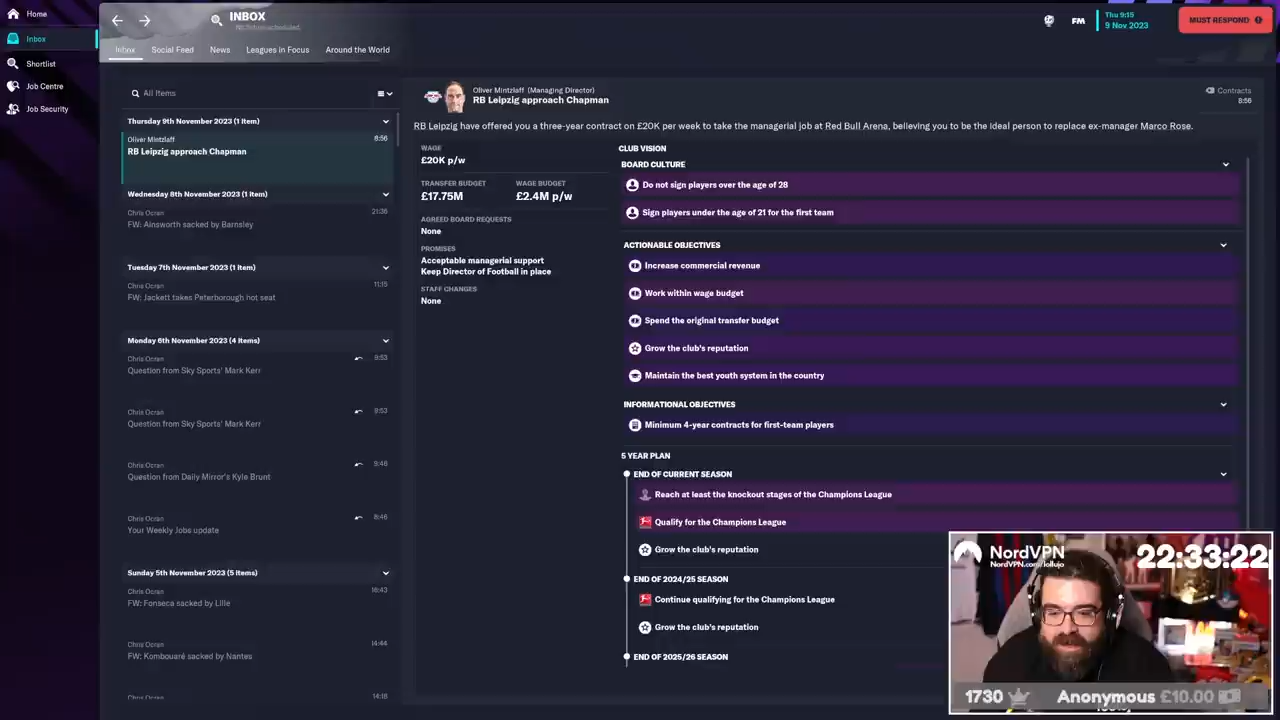 Home
Inbox
Shortlist
Job Centre
Job Security
INBOX
Thu 9:15
9 Nov 2023
FM
MUST RESPOND
Inbox
Social Feed
News
Leagues in Focus
Around the World
All Items
Thursday 9th November 2023 (1 item)
Oliver Mintzlaff 8:56
RB Leipzig approach Chapman
Wednesday 8th November 2023 (1 item)
Chris Ocran 21:36
FW: Ainsworth sacked by Barnsley
Tuesday 7th November 2023 (1 item)
Chris Ocran 11:15
FW: Jackett takes Peterborough hot seat
Monday 6th November 2023 (4 items)
Chris Ocran 9:53
Question from Sky Sports' Mark Kerr
Chris Ocran 9:53
Question from Sky Sports' Mark Kerr
Chris Ocran 9:46
Question from Daily Mirror's Kyle Brunt
Chris Ocran 8:46
Your Weekly Jobs update
Sunday 5th November 2023 (5 items)
Chris Ocran 16:43
FW: Fonseca sacked by Lille
Chris Ocran 14:44
FW: Kombouaré sacked by Nantes
Chris Ocran 14:16
Oliver Mintzlaff (Managing Director)
RB Leipzig approach Chapman
Contracts
8:56
RB Leipzig have offered you a three-year contract on £20K per week to take the managerial job at Red Bull Arena, believing you to be the ideal person to replace ex-manager Marco Rose.
WAGE
£20K p/w
TRANSFER BUDGET
£17.75M
WAGE BUDGET
£2.4M p/w
AGREED BOARD REQUESTS
None
PROMISES
Acceptable managerial support
Keep Director of Football in place
STAFF CHANGES
None
CLUB VISION
BOARD CULTURE
Do not sign players over the age of 28
Sign players under the age of 21 for the first team
ACTIONABLE OBJECTIVES
Increase commercial revenue
Work within wage budget
Spend the original transfer budget
Grow the club's reputation
Maintain the best youth system in the country
INFORMATIONAL OBJECTIVES
Minimum 4-year contracts for first-team players
5 YEAR PLAN
END OF CURRENT SEASON
Reach at least the knockout stages of the Champions League
Qualify for the Champions League
Grow the club's reputation
END OF 2024/25 SEASON
Continue qualifying for the Champions League
Grow the club's reputation
END OF 2025/26 SEASON
NordVPN
NordVPN.com/lollujo
22:33:22
1730
Anonymous £10.00